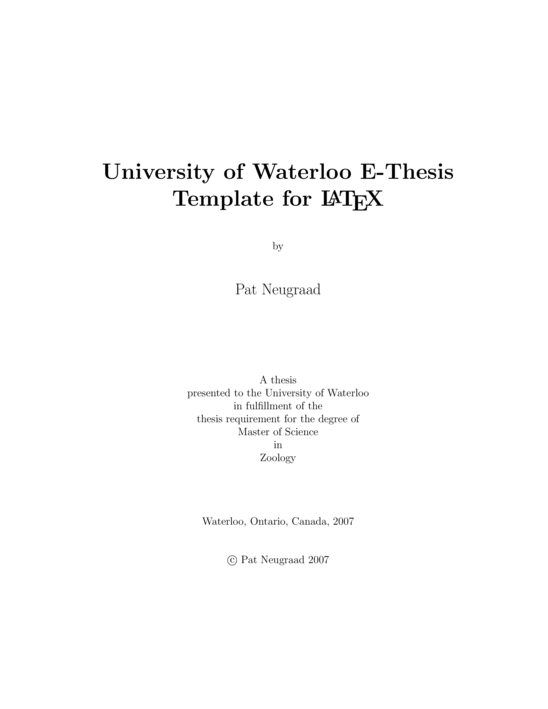 University of Waterloo E-Thesis
Template for LATEX
by
Pat Neugraad
A thesis
presented to the University of Waterloo
in fulfillment of the
thesis requirement for the degree of
Master of Science
in
Zoology
Waterloo, Ontario, Canada, 2007
© Pat Neugraad 2007